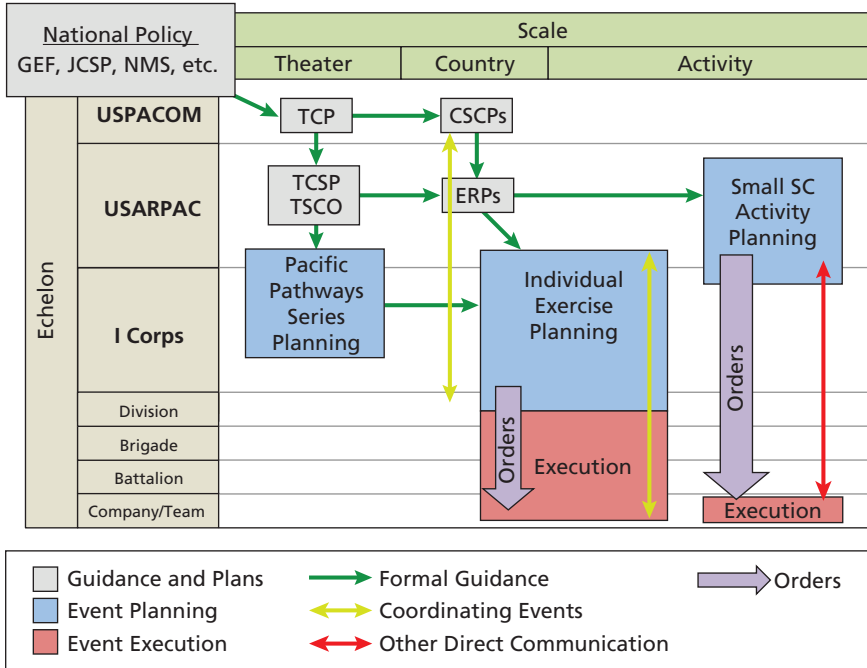 National Policy
GEF, JCSP, NMS, etc.
Scale
Theater
Country
Activity
Echelon
USPACOM
TCP
CSCPs
USARPAC
TCSP
TSCO
ERPs
Small SC
Activity
Planning
Pacific
Pathways
Series
Planning
Individual
Exercise
Planning
I Corps
Orders
Division
Brigade
Battalion
Company/Team
Orders
Execution
Execution
Guidance and Plans
Formal Guidance
Orders
Event Planning
Coordinating Events
Event Execution
Other Direct Communication